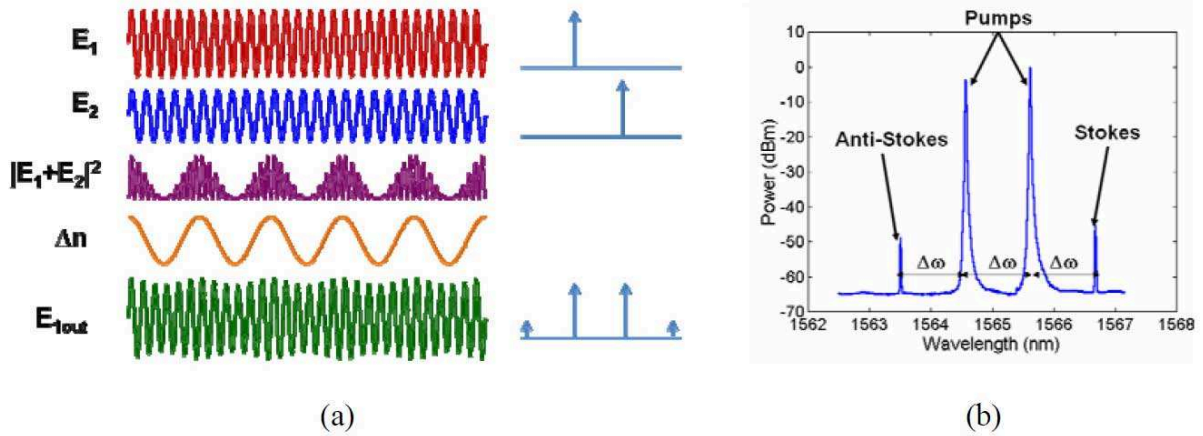 E1
E2
|E1+E2|²
Δn
E1out
(a)
Pumps
Anti-Stokes
Stokes
Δω
Δω
Δω
Power (dBm)
10
0
-10
-20
-30
-40
-50
-60
-70
1562
1563
1564
1565
1566
1567
1568
Wavelength (nm)
(b)